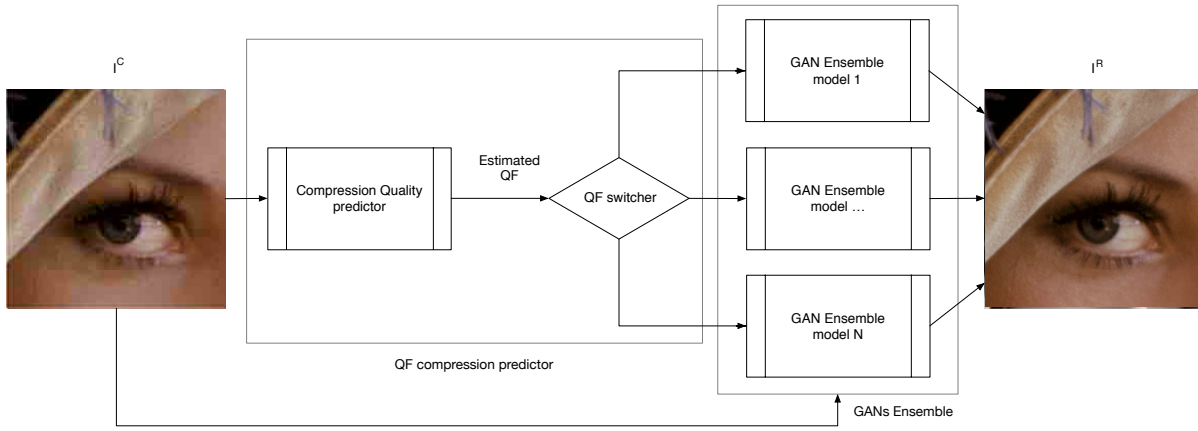 I^C
Compression Quality
predictor
Estimated
QF
QF switcher
QF compression predictor
GAN Ensemble
model 1
GAN Ensemble
model ...
GAN Ensemble
model N
GANs Ensemble
I^R